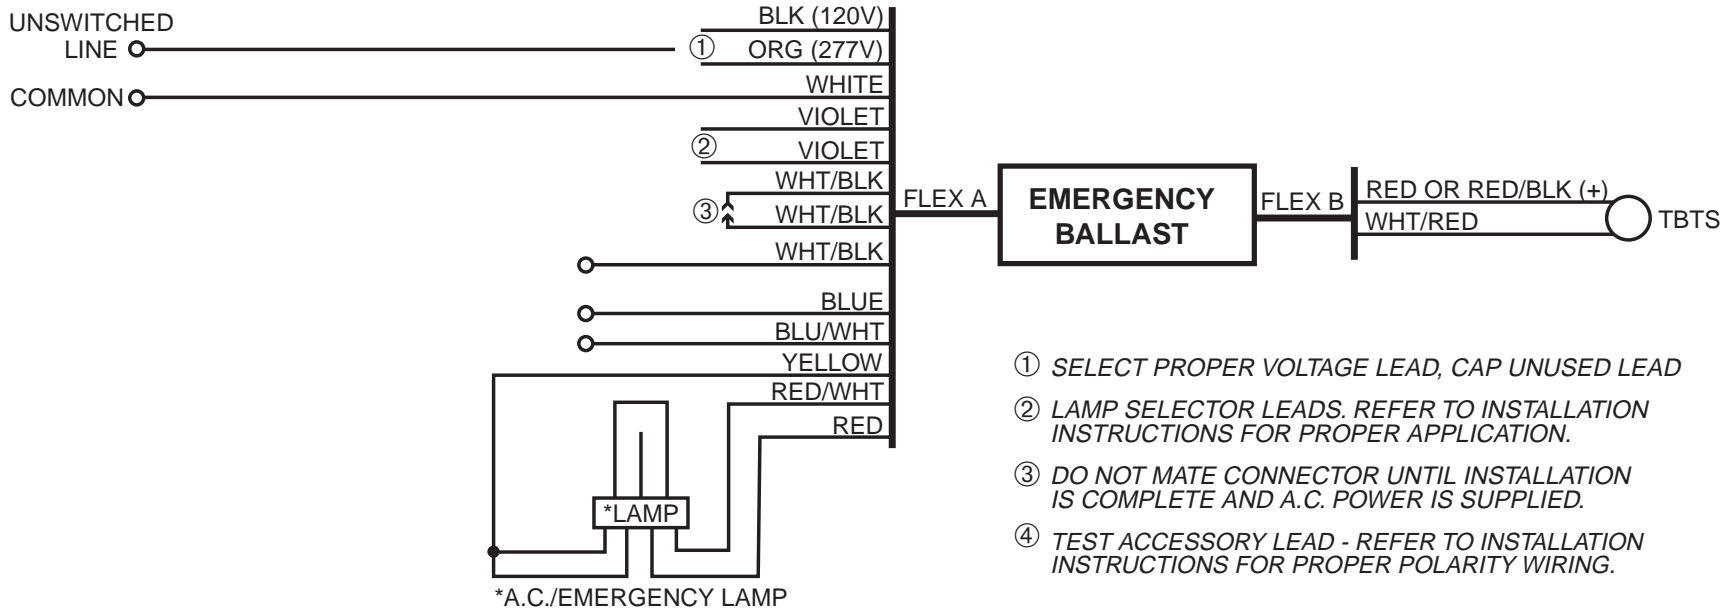 UNSWITCHED
LINE
COMMON
BLK (120V)
① ORG (277V)
WHITE
VIOLET
② VIOLET
WHT/BLK
③ WHT/BLK
WHT/BLK
BLUE
BLU/WHT
YELLOW
RED/WHT
RED
*LAMP
*A.C./EMERGENCY LAMP
FLEX A
EMERGENCY
BALLAST
FLEX B
RED OR RED/BLK (+)
WHT/RED
TBTS
① SELECT PROPER VOLTAGE LEAD, CAP UNUSED LEAD
② LAMP SELECTOR LEADS. REFER TO INSTALLATION
INSTRUCTIONS FOR PROPER APPLICATION.
③ DO NOT MATE CONNECTOR UNTIL INSTALLATION
IS COMPLETE AND A.C. POWER IS SUPPLIED.
④ TEST ACCESSORY LEAD - REFER TO INSTALLATION
INSTRUCTIONS FOR PROPER POLARITY WIRING.